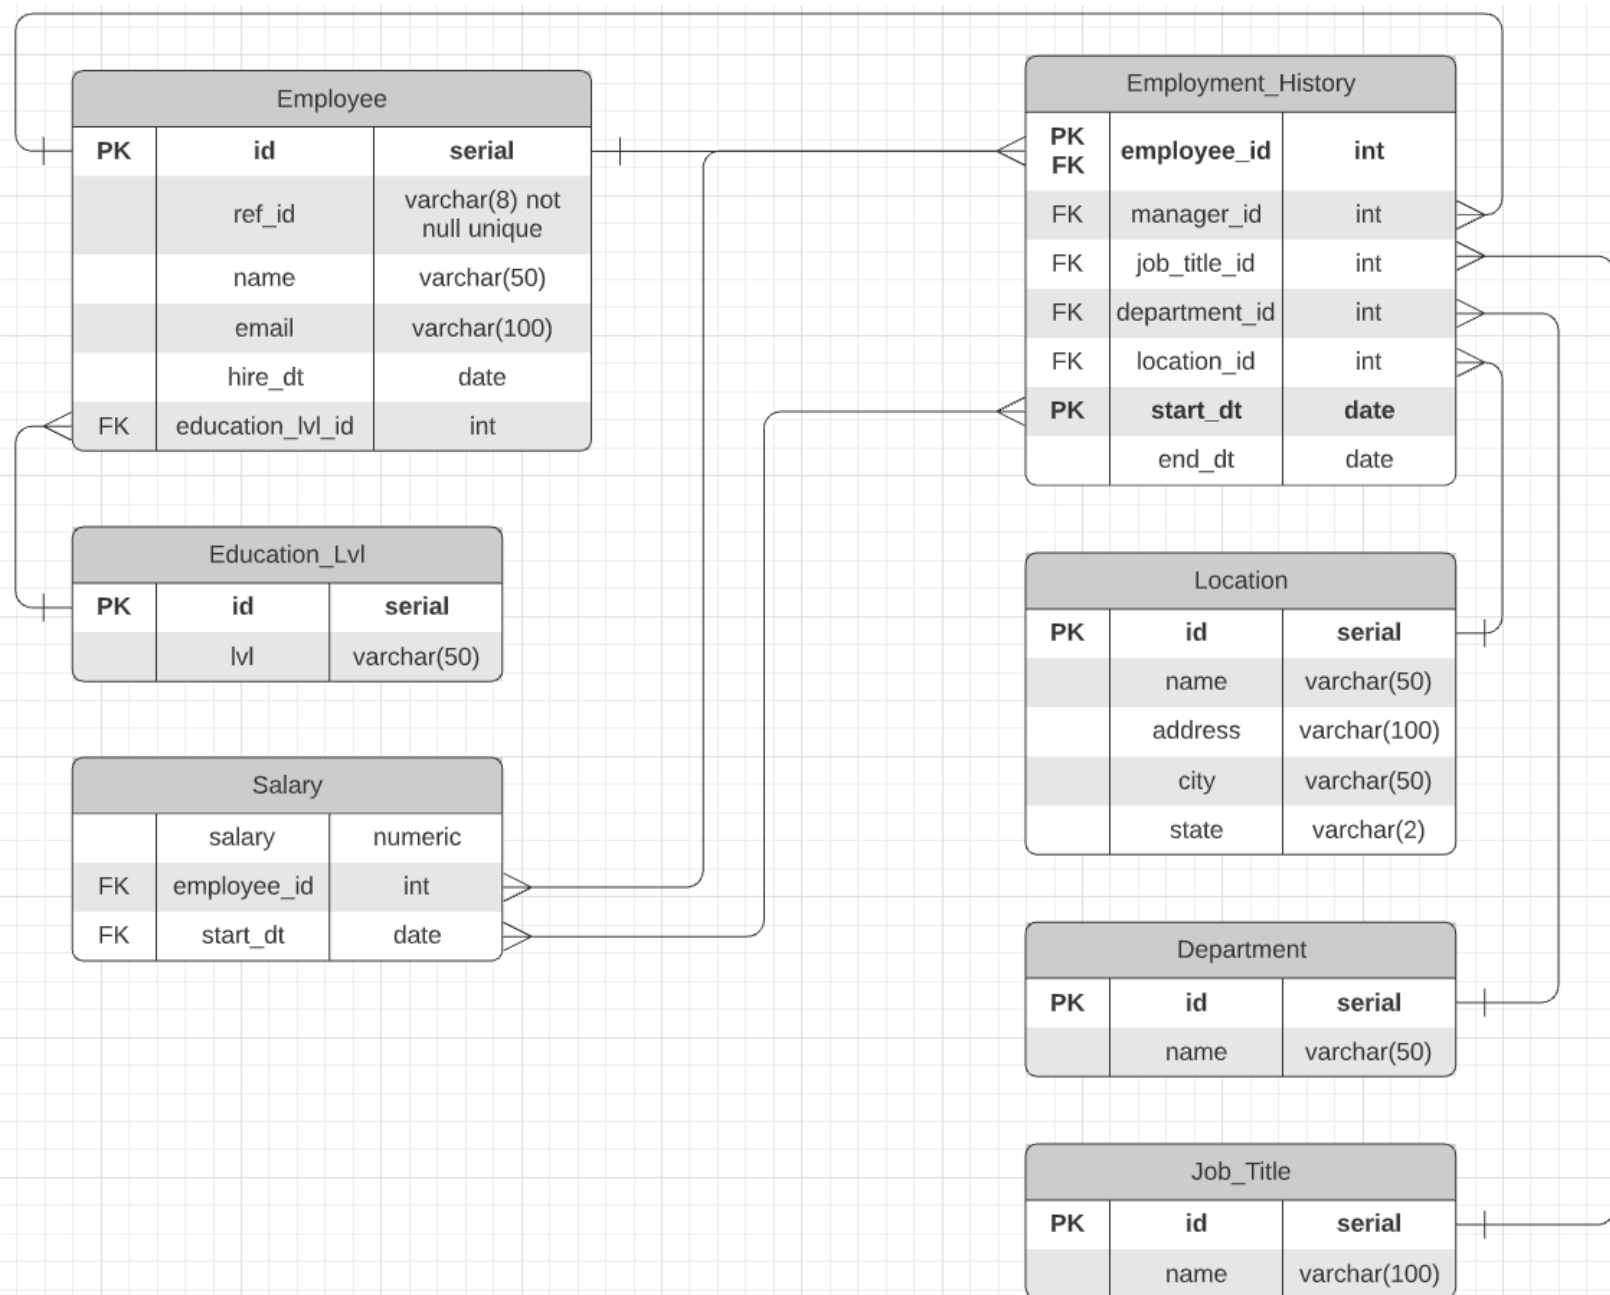 Employee
PK id serial
ref_id varchar(8) not
null unique
name varchar(50)
email varchar(100)
hire_dt date
FK education_lvl_id int
Education_Lvl
PK id serial
lvl varchar(50)
Salary
salary numeric
FK employee_id int
FK start_dt date
Employment_History
PK
FK employee_id int
FK manager_id int
FK job_title_id int
FK department_id int
FK location_id int
PK start_dt date
end_dt date
Location
PK id serial
name varchar(50)
address varchar(100)
city varchar(50)
state varchar(2)
Department
PK id serial
name varchar(50)
Job_Title
PK id serial
name varchar(100)